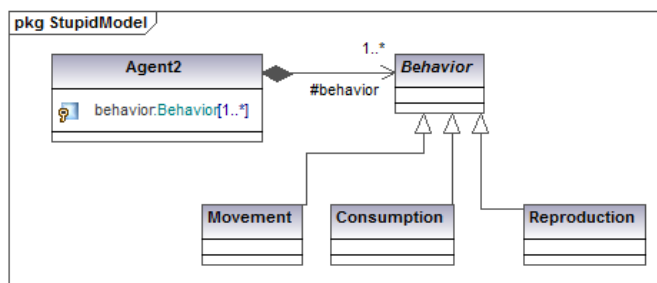 pkg StupidModel
Agent2
behavior:Behavior[1..*]
1..*
#behavior
Behavior
Movement
Consumption
Reproduction